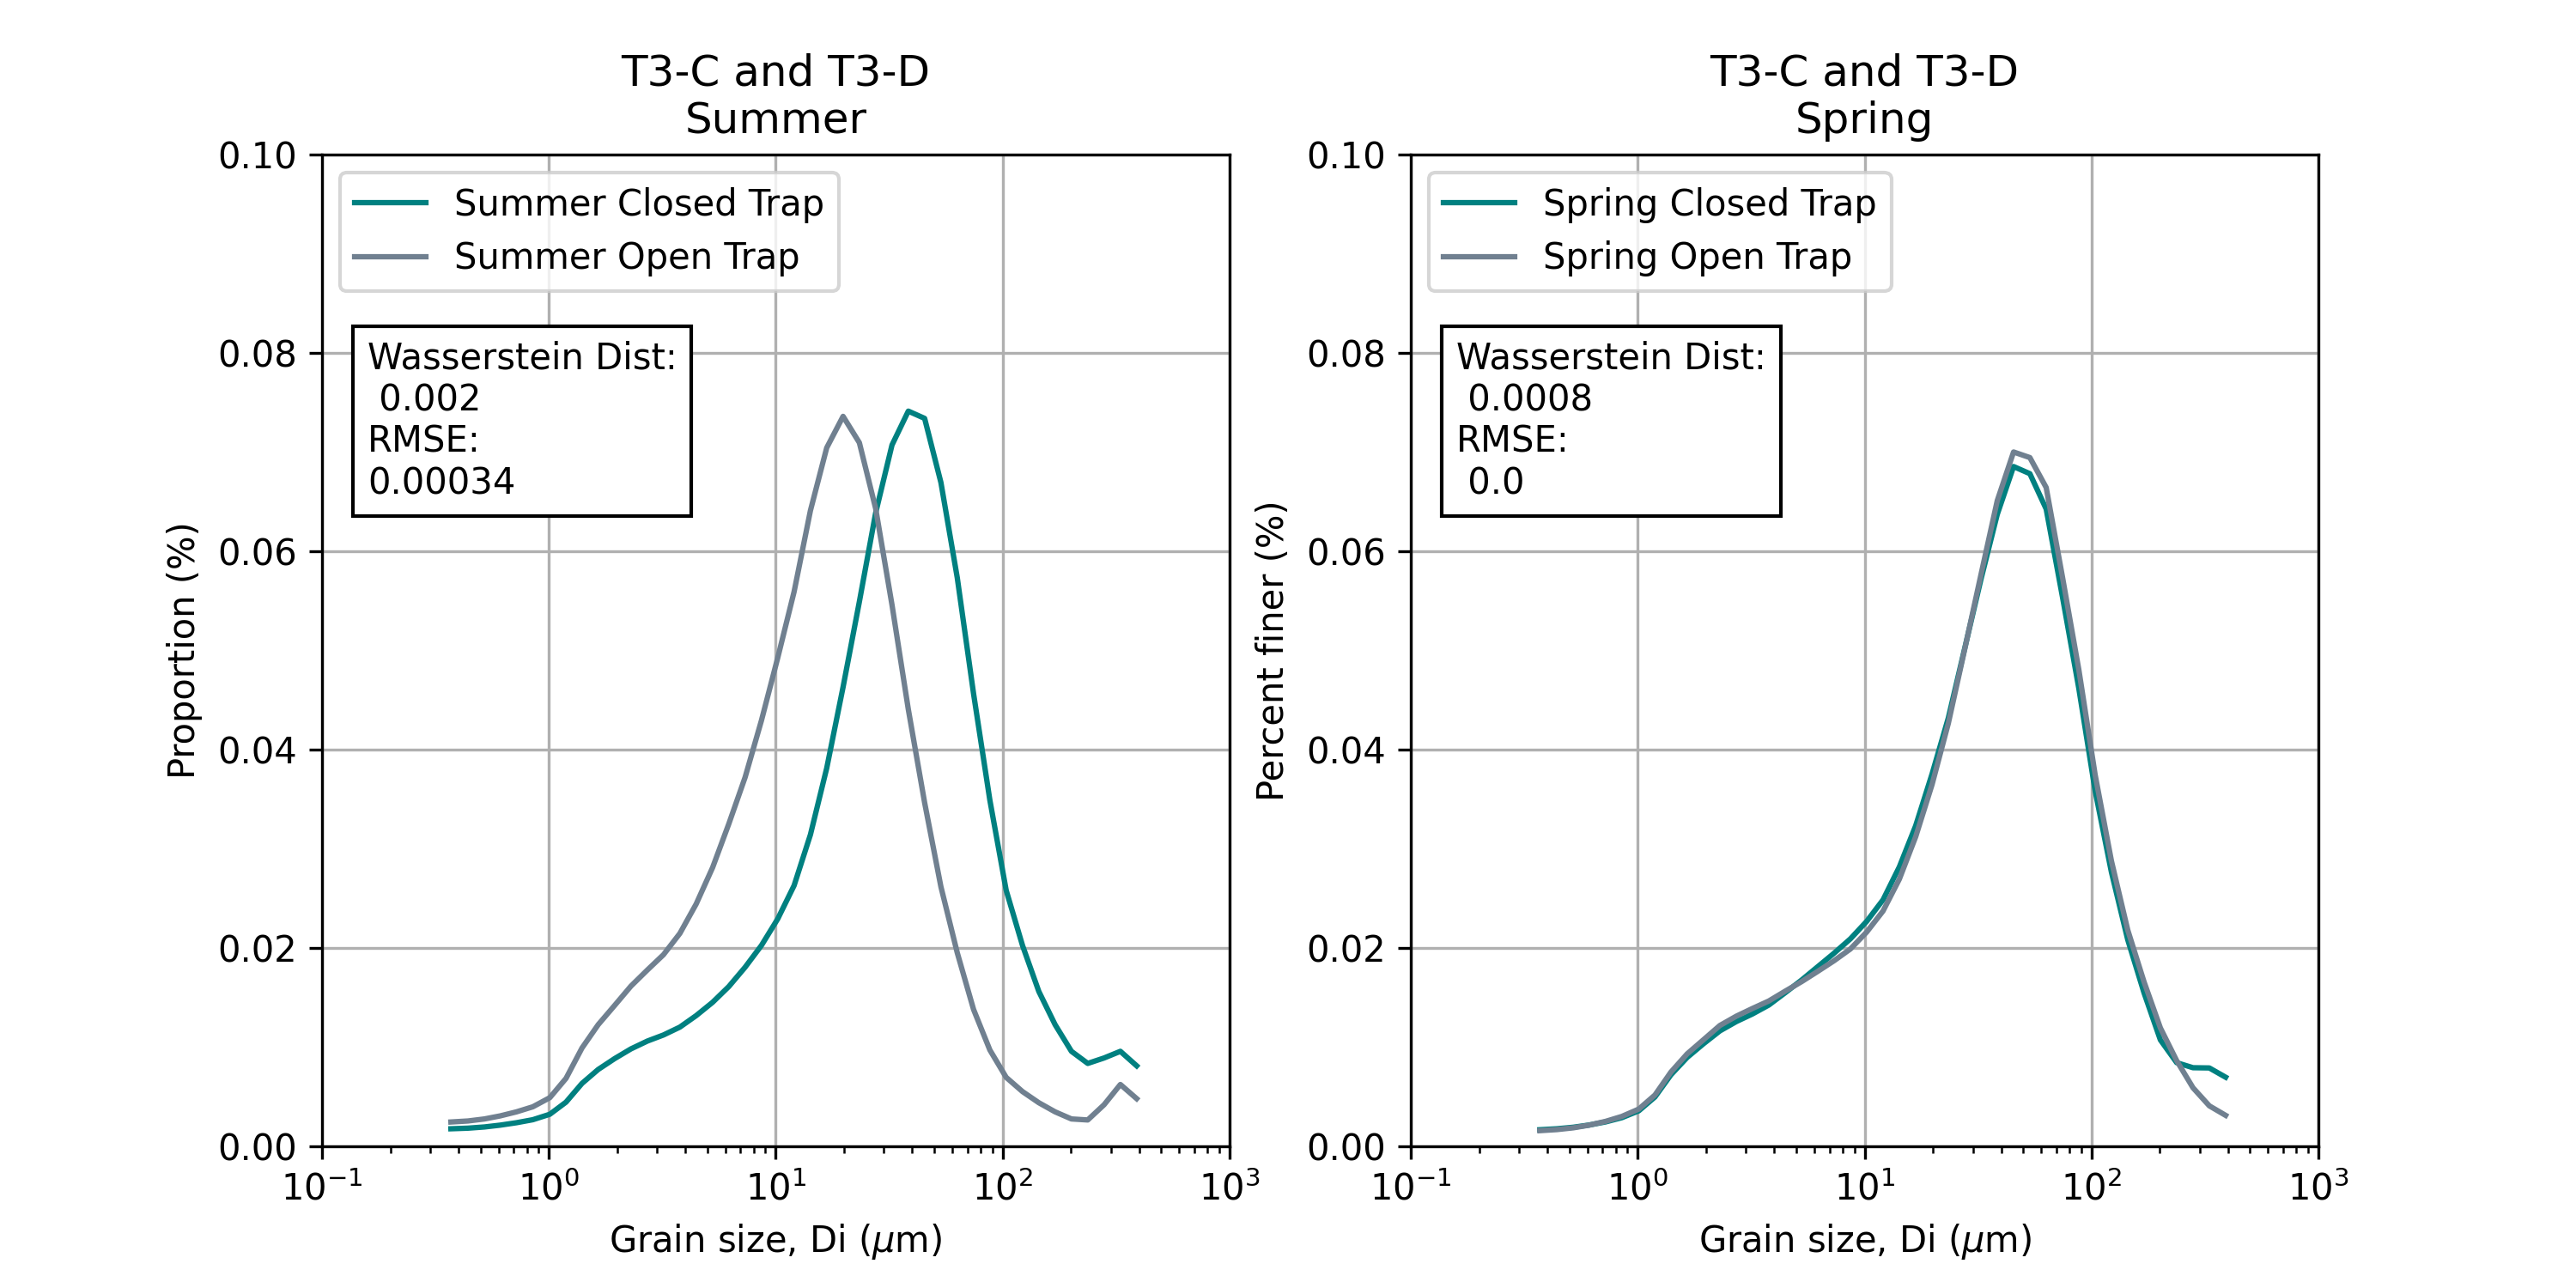 T3-C and T3-D
Summer
0.10
0.08
0.06
0.04
0.02
0.00
Proportion (%)
Summer Closed Trap
Summer Open Trap
Wasserstein Dist:
0.002
RMSE:
0.00034
10⁻¹ 10⁰ 10¹ 10² 10³
Grain size, Di (μm)
T3-C and T3-D
Spring
0.10
0.08
0.06
0.04
0.02
0.00
Percent finer (%)
Spring Closed Trap
Spring Open Trap
Wasserstein Dist:
0.0008
RMSE:
0.0
10⁻¹ 10⁰ 10¹ 10² 10³
Grain size, Di (μm)